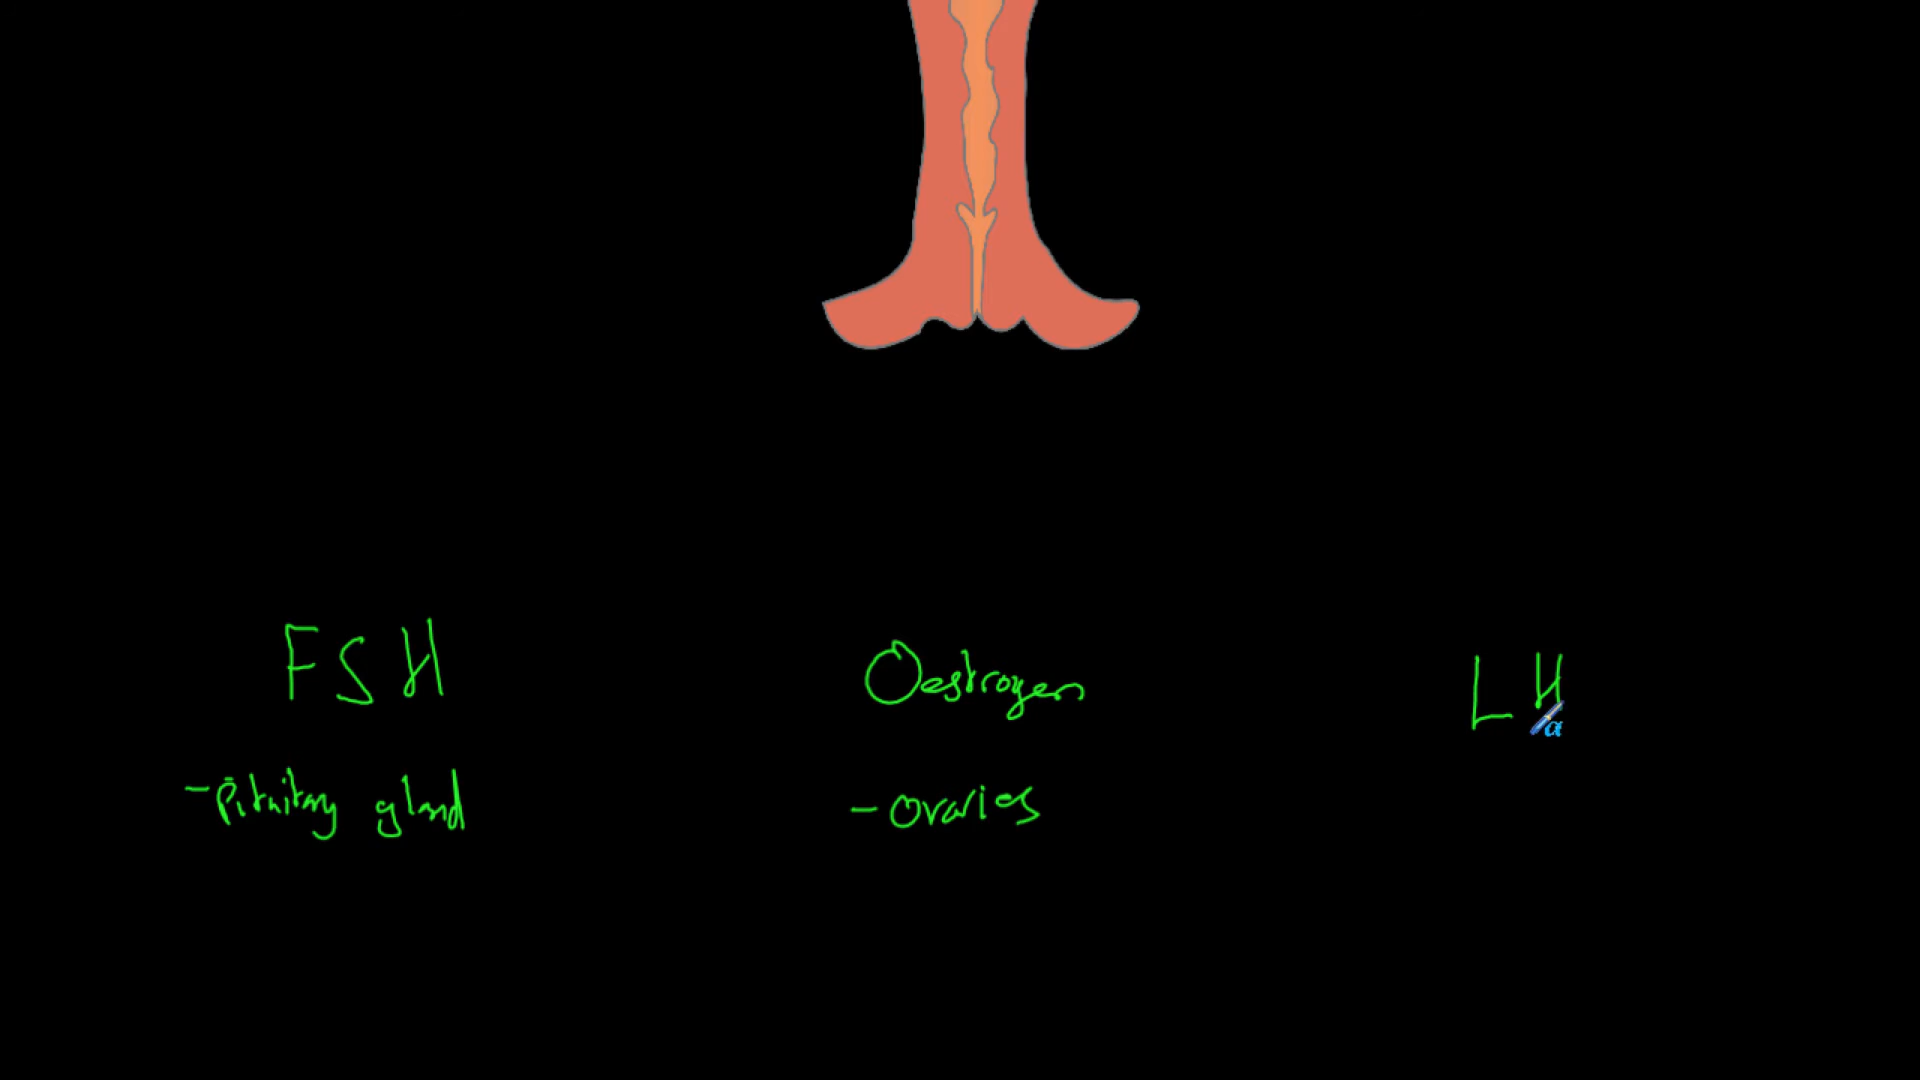 FSH
Oestrogen
LH
- Pituitary gland
- Ovaries